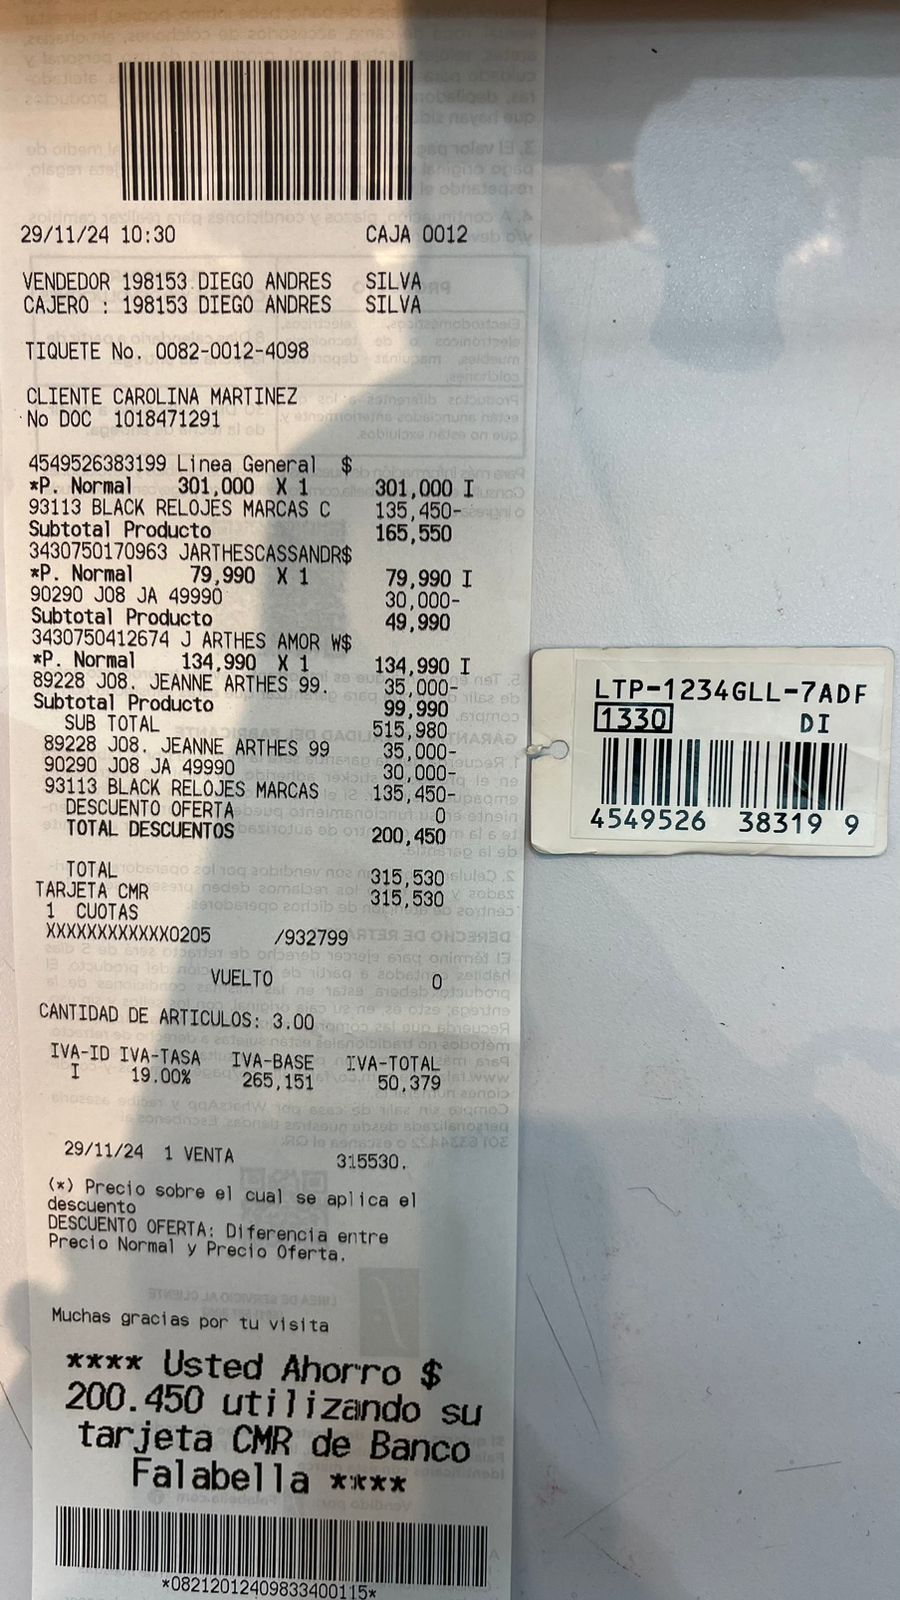 29/11/24 10:30 CAJA 0012
VENDEDOR 198153 DIEGO ANDRES SILVA
CAJERO : 198153 DIEGO ANDRES SILVA
TIQUETE No. 0082-0012-4098
CLIENTE CAROLINA MARTINEZ
No DOC 1018471291
4549526383199 Linea General $
*P. Normal 301,000 X 1 301,000 I
93113 BLACK RELOJES MARCAS C 135,450-
Subtotal Producto 165,550
3430750170963 JARTHESCASSANDR$
*P. Normal 79,990 X 1 79,990 I
90290 J08 JA 49990 30,000-
Subtotal Producto 49,990
3430750412674 J ARTHES AMOR W$
*P. Normal 134,990 X 1 134,990 I
89228 J08. JEANNE ARTHES 99. 35,000-
Subtotal Producto 99,990
SUB TOTAL 515,980
89228 J08. JEANNE ARTHES 99 35,000-
90290 J08 JA 49990 30,000-
93113 BLACK RELOJES MARCAS 135,450-
DESCUENTO OFERTA 0
TOTAL DESCUENTOS 200,450
TOTAL 315,530
TARJETA CMR 315,530
1 CUOTAS
XXXXXXXXXXXX0205 /932799
VUELTO 0
CANTIDAD DE ARTICULOS: 3.00
IVA-ID IVA-TASA IVA-BASE IVA-TOTAL
I 19.00% 265,151 50,379
29/11/24 1 VENTA 315530.
(*) Precio sobre el cual se aplica el
descuento
DESCUENTO OFERTA: Diferencia entre
Precio Normal y Precio Oferta.
Muchas gracias por tu visita
**** Usted Ahorro $
200.450 utilizando su
tarjeta CMR de Banco
Falabella ****
*08212012409833400115*
LTP-1234GLL-7ADF
1330 DI
4549526 38319 9